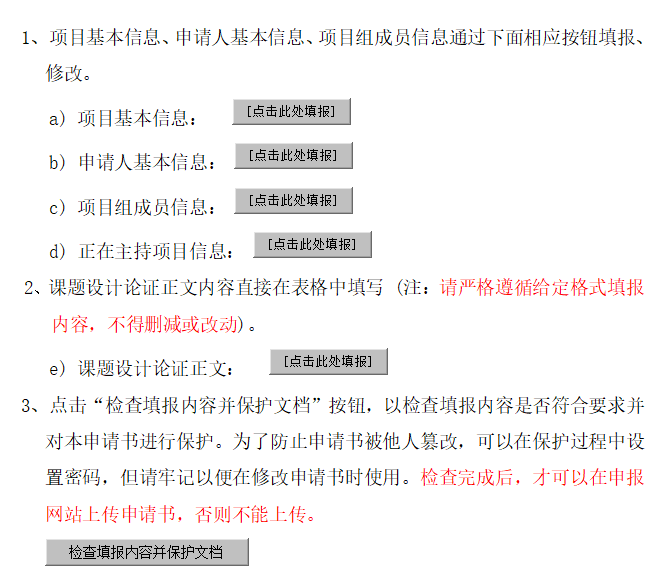 1、项目基本信息、申请人基本信息、项目组成员信息通过下面相应按钮填报、
修改。
a) 项目基本信息： [点击此处填报]
b) 申请人基本信息： [点击此处填报]
c) 项目组成员信息： [点击此处填报]
d) 正在主持项目信息： [点击此处填报]
2、课题设计论证正文内容直接在表格中填写 (注：请严格遵循给定格式填报
内容，不得删减或改动)。
e) 课题设计论证正文： [点击此处填报]
3、点击“检查填报内容并保护文档”按钮，以检查填报内容是否符合要求并
对本申请书进行保护。为了防止申请书被他人篡改，可以在保护过程中设
置密码，但请牢记以便在修改申请书时使用。检查完成后，才可以在申报
网站上传申请书，否则不能上传。
检查填报内容并保护文档